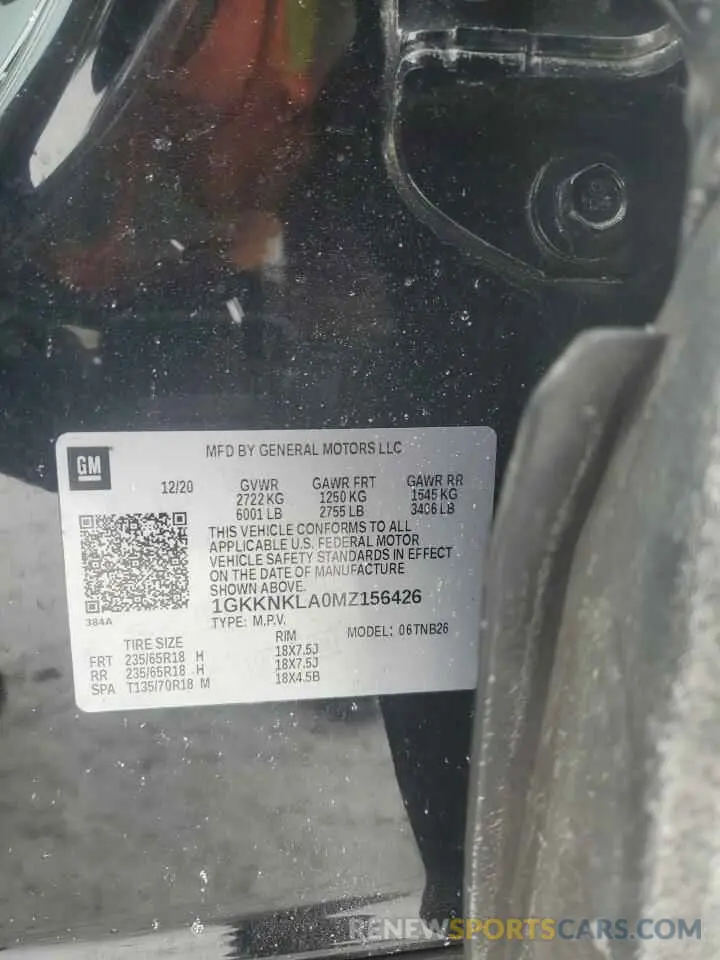 MFD BY GENERAL MOTORS LLC
GM
12/20 GVWR GAWR FRT GAWR RR
2722 KG 1250 KG 1545 KG
6001 LB 2755 LB 3406 LB
THIS VEHICLE CONFORMS TO ALL
APPLICABLE U.S. FEDERAL MOTOR
VEHICLE SAFETY STANDARDS IN EFFECT
ON THE DATE OF MANUFACTURE
SHOWN ABOVE.
384A
1GKKNKLA0MZ156426
TYPE: M.P.V. MODEL: 06TNB26
TIRE SIZE RIM
FRT 235/65R18 H 18X7.5J
RR 235/65R18 H 18X7.5J
SPA T135/70R18 M 18X4.5B
RENEWSPORTSCARS.COM